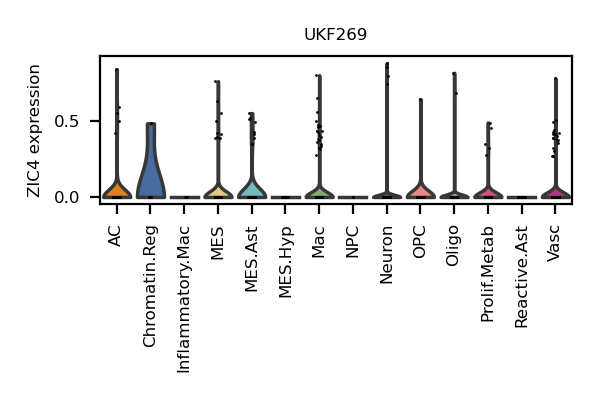 UKF269
ZIC4 expression
0.5
0.0
AC
Chromatin.Reg
Inflammatory.Mac
MES
MES.Ast
MES.Hyp
Mac
NPC
Neuron
OPC
Oligo
Prolif.Metab
Reactive.Ast
Vasc